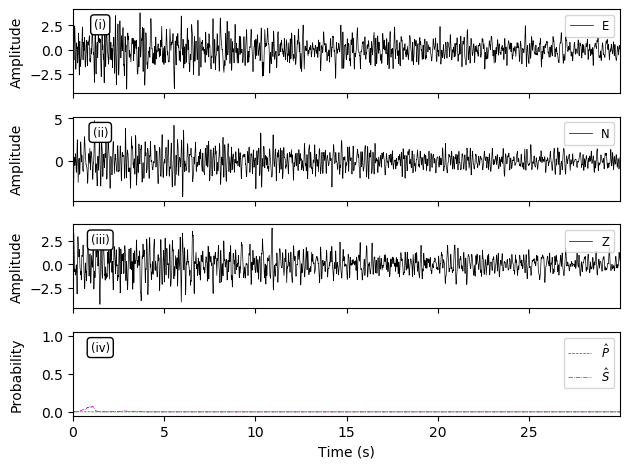 Amplitude
2.5
0.0
−2.5
(i)
E
Amplitude
5
0
(ii)
N
Amplitude
2.5
0.0
−2.5
(iii)
Z
Probability
1.0
0.5
0.0
(iv)
P̂
Ŝ
0 5 10 15 20 25
Time (s)